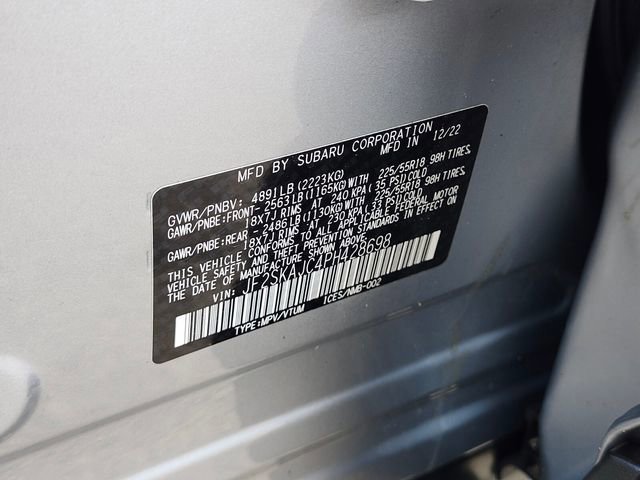 MFD BY SUBARU CORPORATION
MFD IN 12/22
GVWR/PNBV: 4891LB(2223KG)
GAWR/PNBE:FRONT-2563LB(1165KG)WITH 225/55R18 98H TIRES,
18X7J RIMS AT 240 KPA(35 PSI)COLD
GAWR/PNBE:REAR -2486LB(1130KG)WITH 225/55R18 98H TIRES,
18X7J RIMS AT 230 KPA(33 PSI)COLD
THIS VEHICLE CONFORMS TO ALL APPLICABLE FEDERAL MOTOR
VEHICLE SAFETY AND THEFT PREVENTION STANDARDS IN EFFECT ON
THE DATE OF MANUFACTURE SHOWN ABOVE.
VIN: JF2SKAJC4PH428698
TYPE:MPV/VTUM ICES/NMB-002